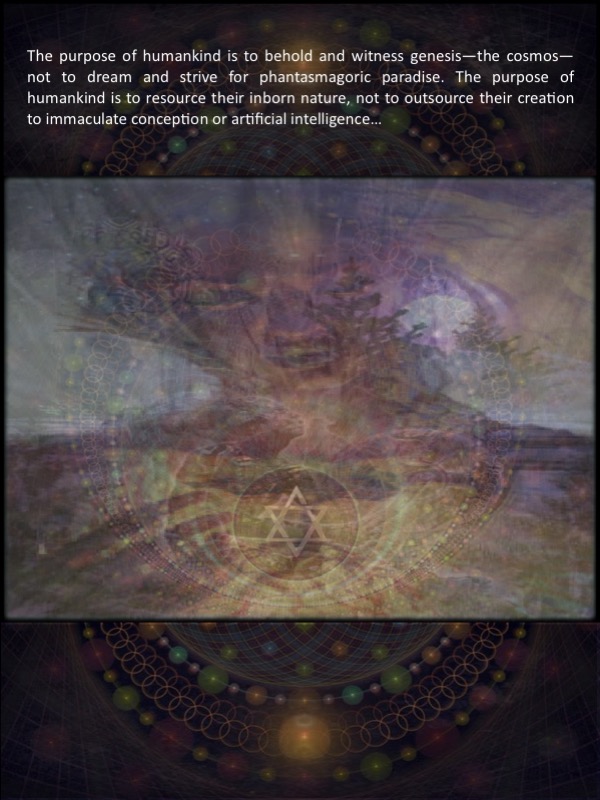 The purpose of humankind is to behold and witness genesis—the cosmos—
not to dream and strive for phantasmagoric paradise. The purpose of
humankind is to resource their inborn nature, not to outsource their creation
to immaculate conception or artificial intelligence…